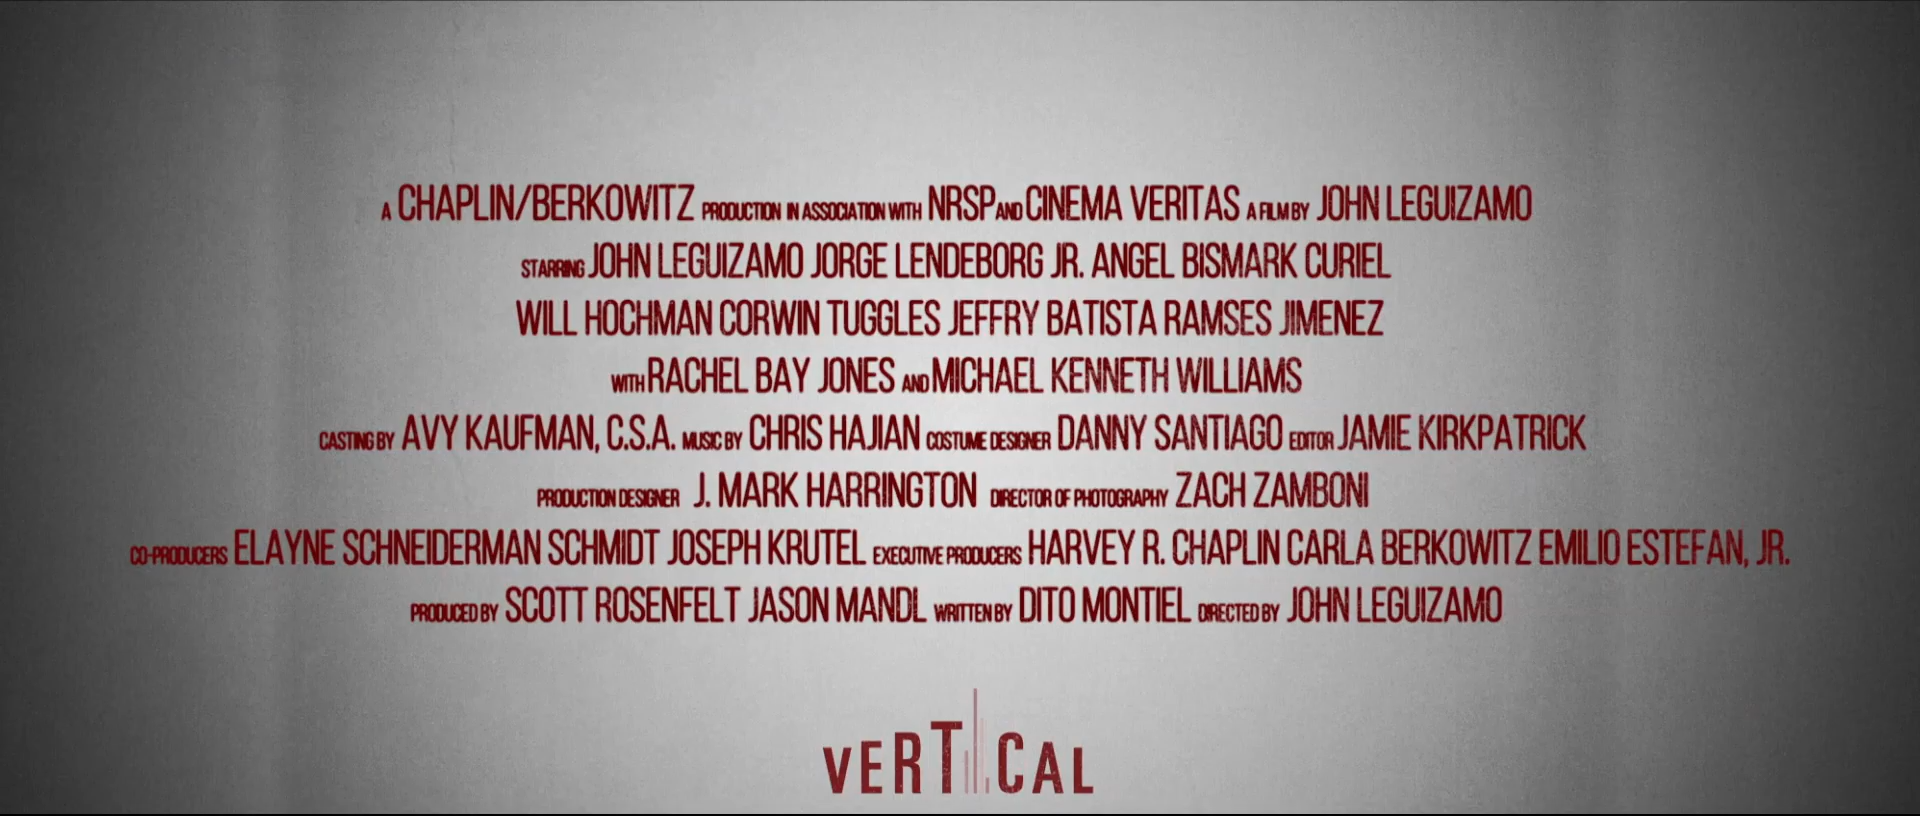 A CHAPLIN/BERKOWITZ PRODUCTION IN ASSOCIATION WITH NRSP AND CINEMA VERITAS A FILM BY JOHN LEGUIZAMO
STARRING JOHN LEGUIZAMO JORGE LENDEBORG JR. ANGEL BISMARK CURIEL
WILL HOCHMAN CORWIN TUGGLES JEFFRY BATISTA RAMSES JIMENEZ
WITH RACHEL BAY JONES AND MICHAEL KENNETH WILLIAMS
CASTING BY AVY KAUFMAN, C.S.A. MUSIC BY CHRIS HAJIAN COSTUME DESIGNER DANNY SANTIAGO EDITOR JAMIE KIRKPATRICK
PRODUCTION DESIGNER J. MARK HARRINGTON DIRECTOR OF PHOTOGRAPHY ZACH ZAMBONI
CO-PRODUCERS ELAYNE SCHNEIDERMAN SCHMIDT JOSEPH KRUTEL EXECUTIVE PRODUCERS HARVEY R. CHAPLIN CARLA BERKOWITZ EMILIO ESTEFAN, JR.
PRODUCED BY SCOTT ROSENFELT JASON MANDL WRITTEN BY DITO MONTIEL DIRECTED BY JOHN LEGUIZAMO
VERTICAL